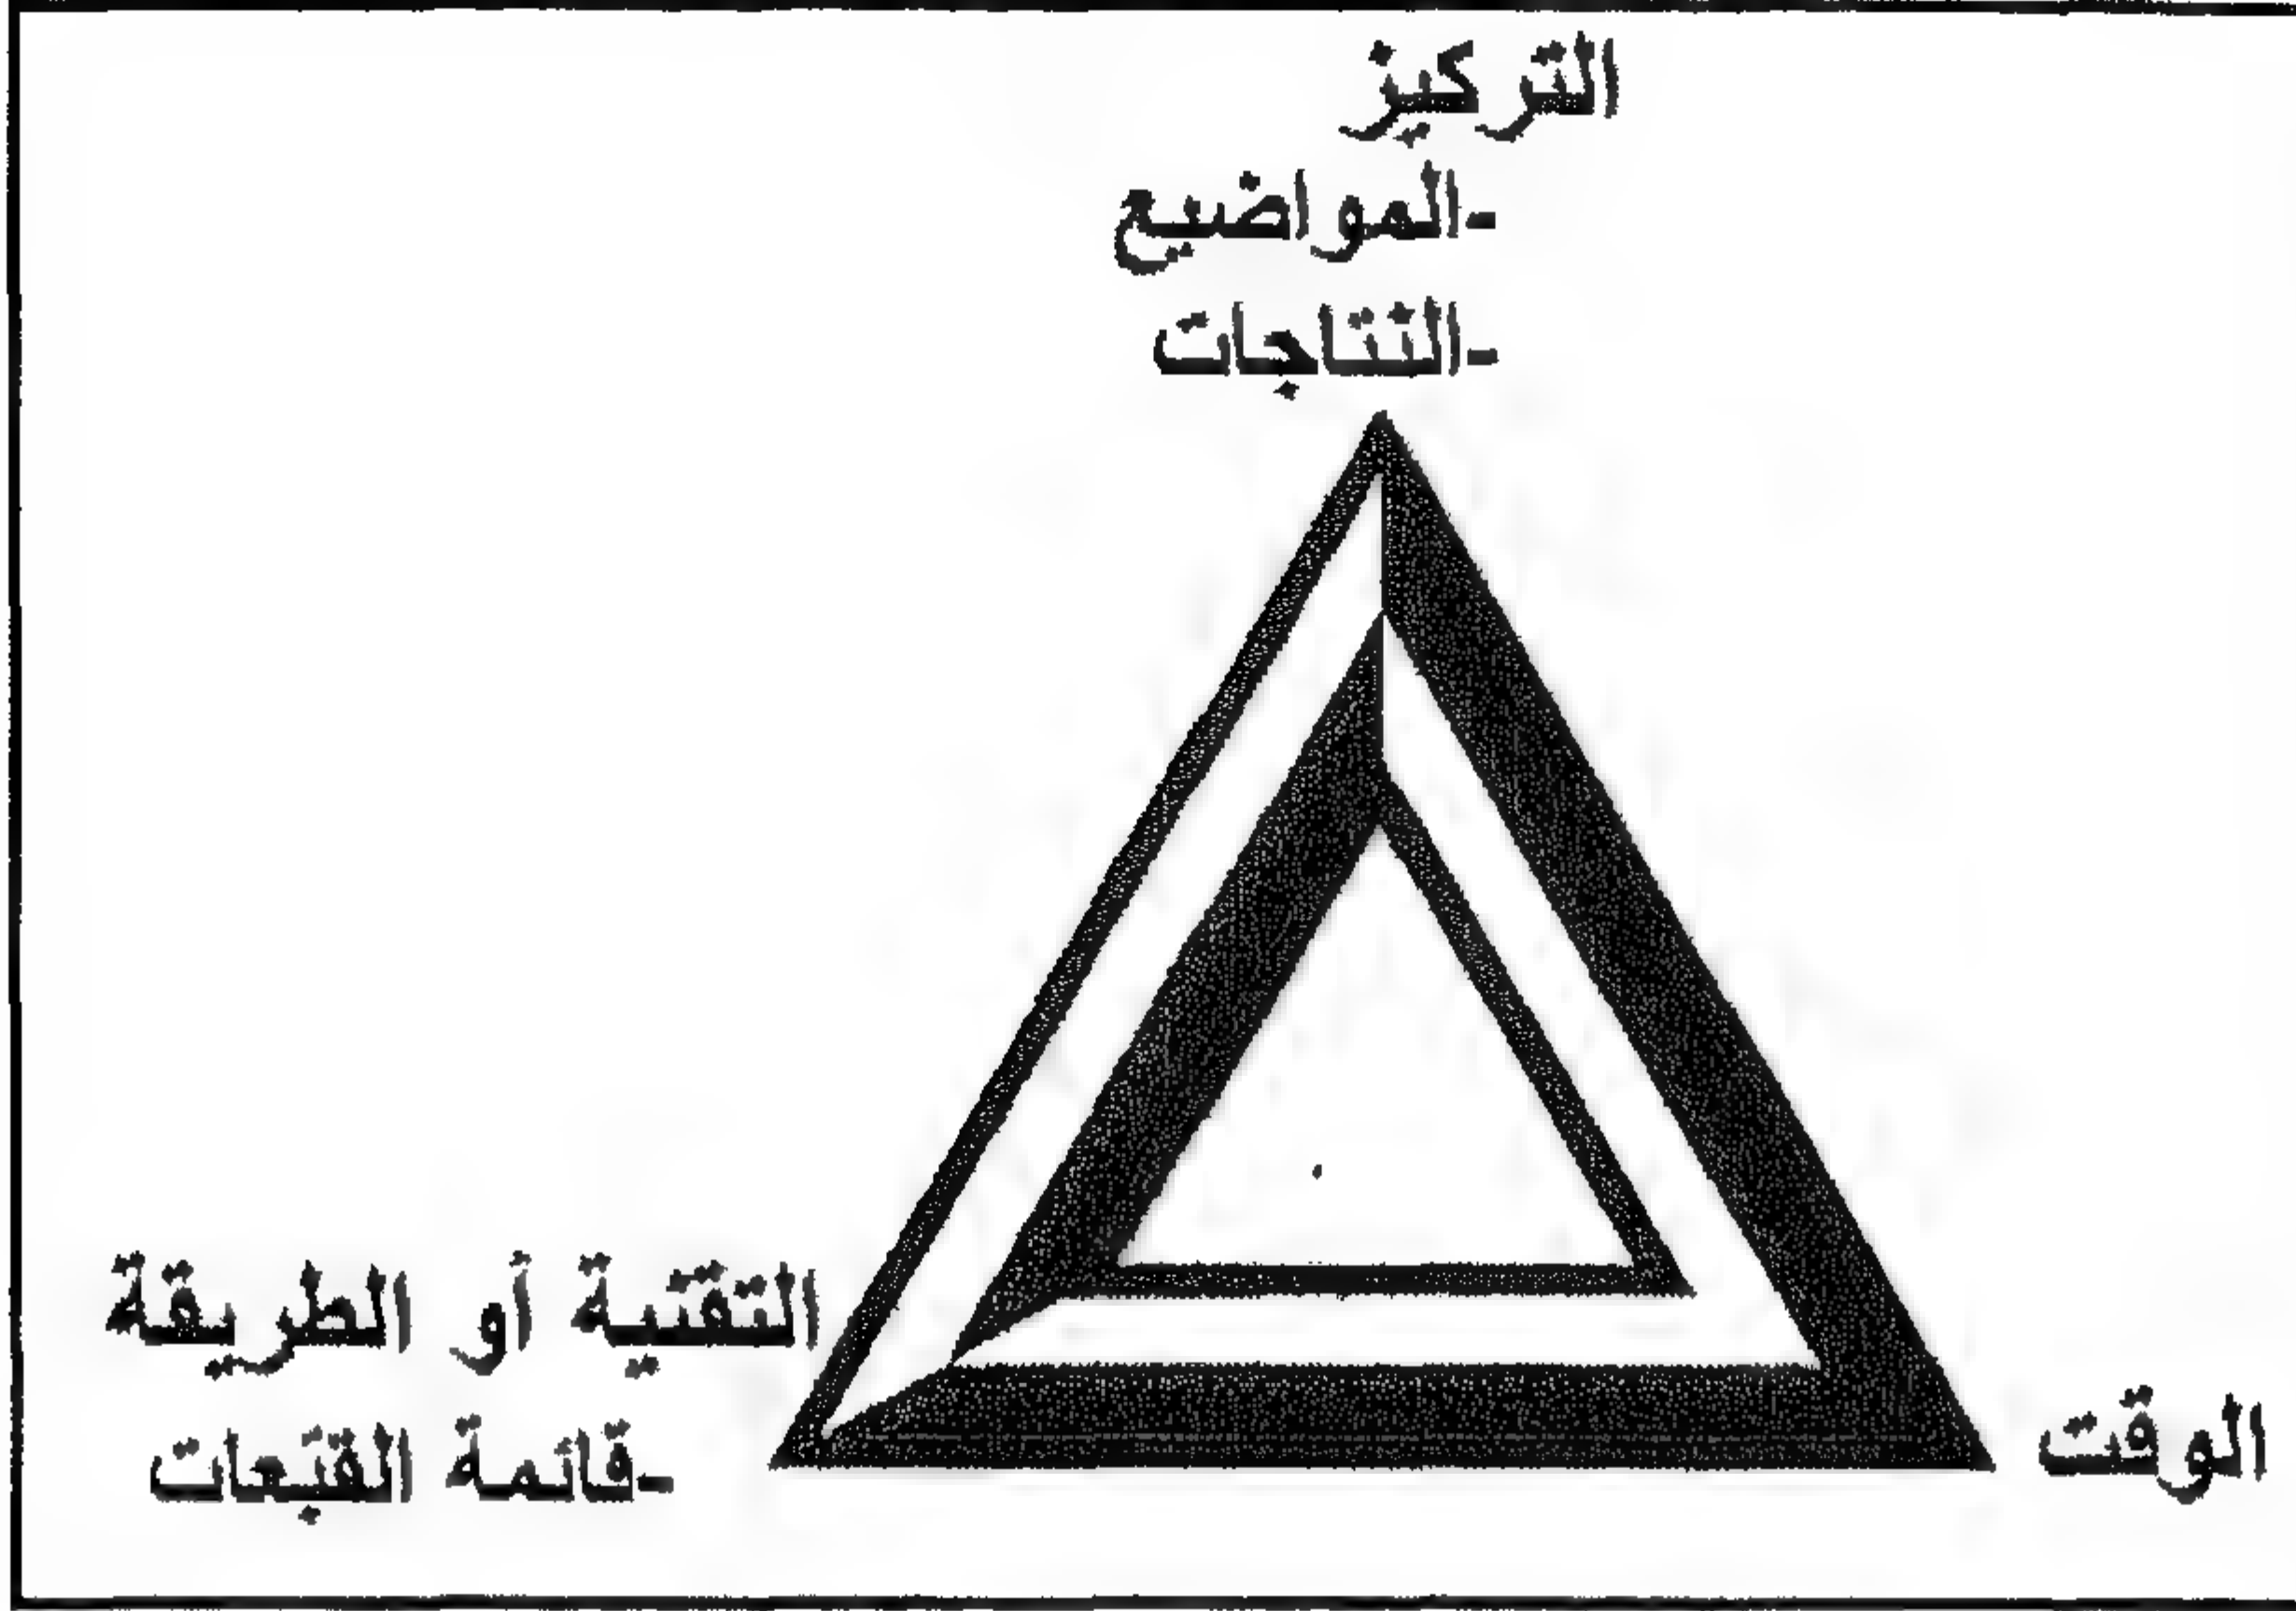 التركيز
-المواضيع
-النتاجات
التقنية أو الطريقة
-قائمة القبعات
الوقت